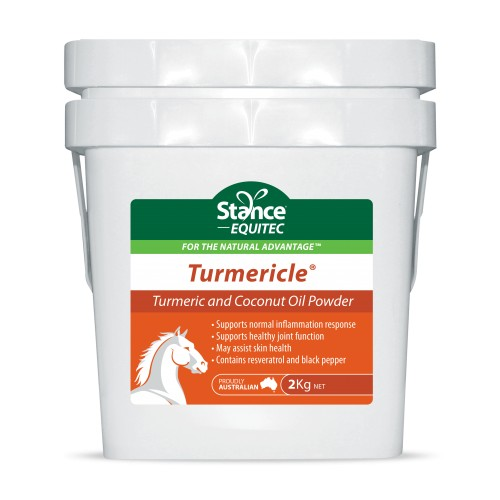 Stance®
EQUITEC
FOR THE NATURAL ADVANTAGE™
Turmericle®
Turmeric and Coconut Oil Powder
• Supports normal inflammation response
• Supports healthy joint function
• May assist skin health
• Contains resveratrol and black pepper
PROUDLY
AUSTRALIAN
2Kg NET